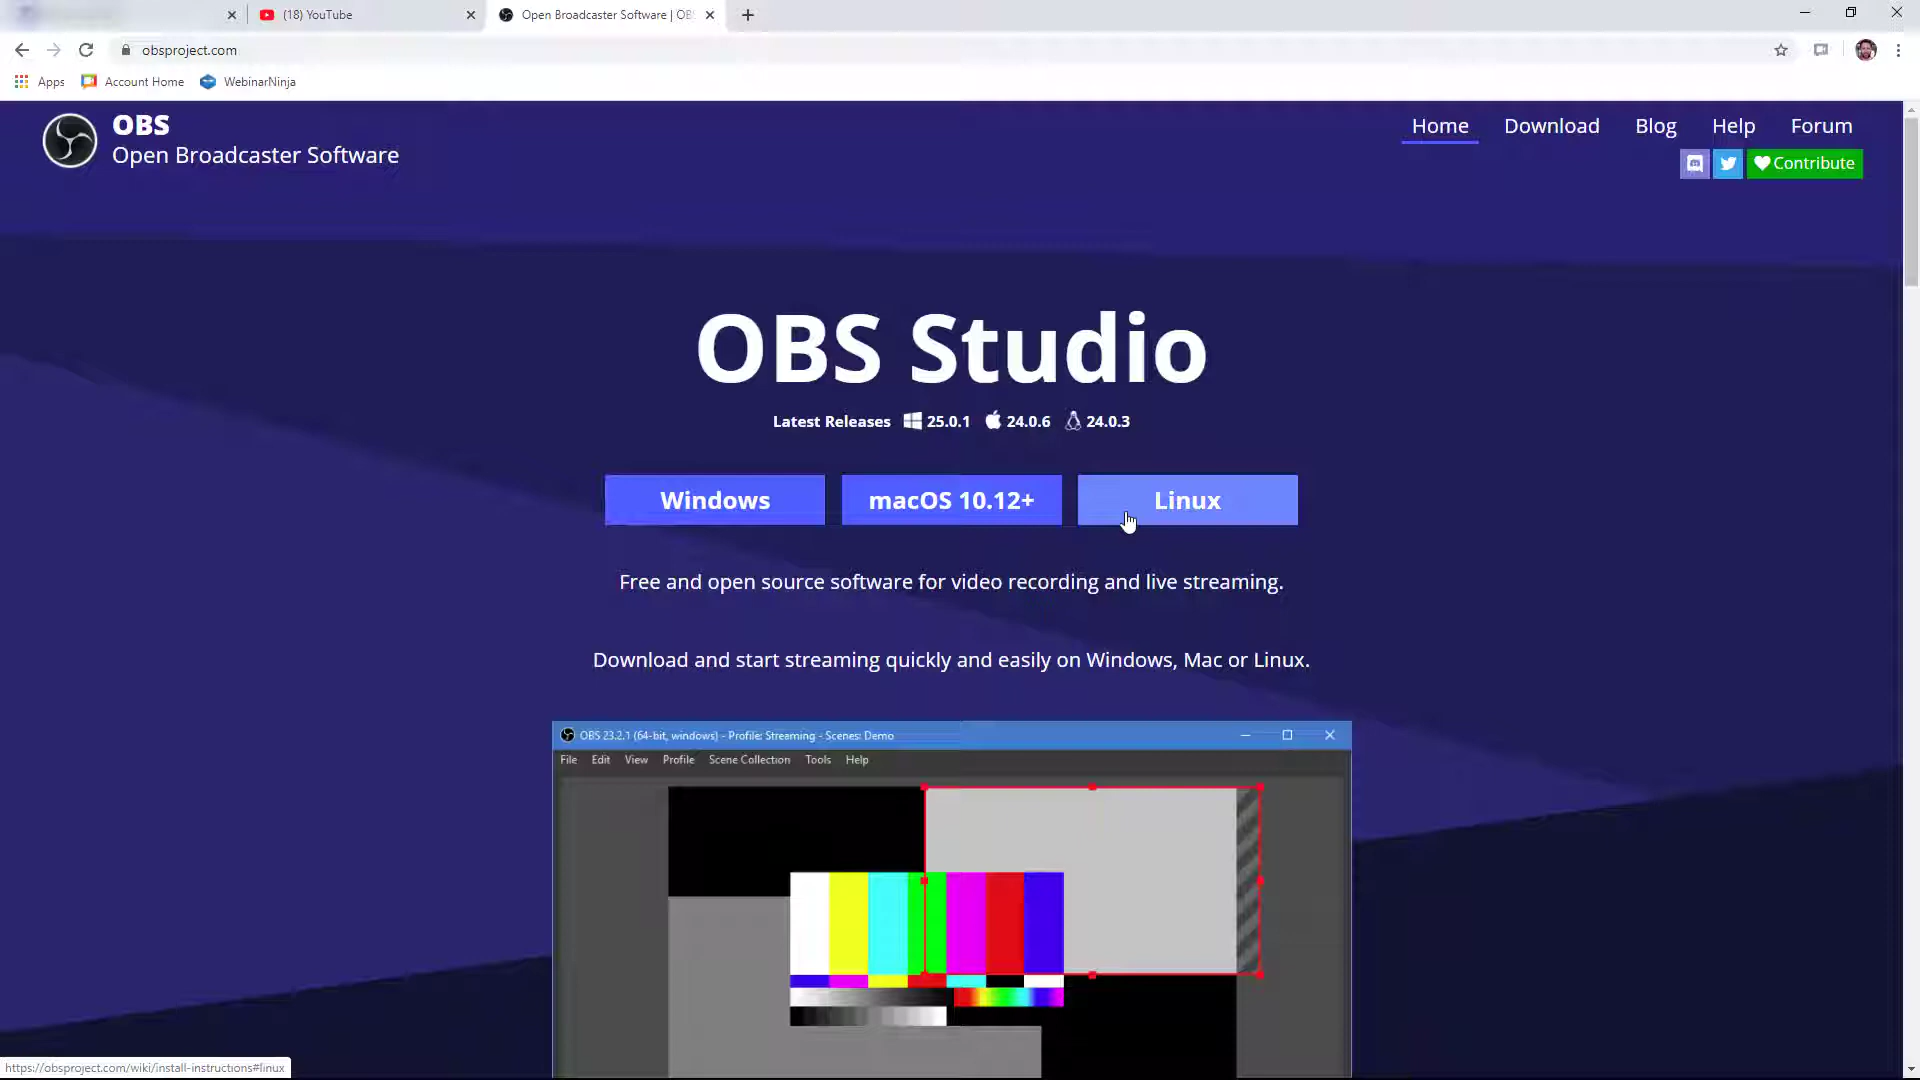 (18) YouTube
Open Broadcaster Software | OBS
obsproject.com
Apps
Account Home
WebinarNinja
OBS
Open Broadcaster Software
Home
Download
Blog
Help
Forum
Contribute
OBS Studio
Latest Releases 25.0.1 24.0.6 24.0.3
Windows
macOS 10.12+
Linux
Free and open source software for video recording and live streaming.
Download and start streaming quickly and easily on Windows, Mac or Linux.
OBS 23.2.1 (64-bit, windows) - Profile: Streaming - Scenes: Demo
File Edit View Profile Scene Collection Tools Help
https://obsproject.com/wiki/install-instructions#linux